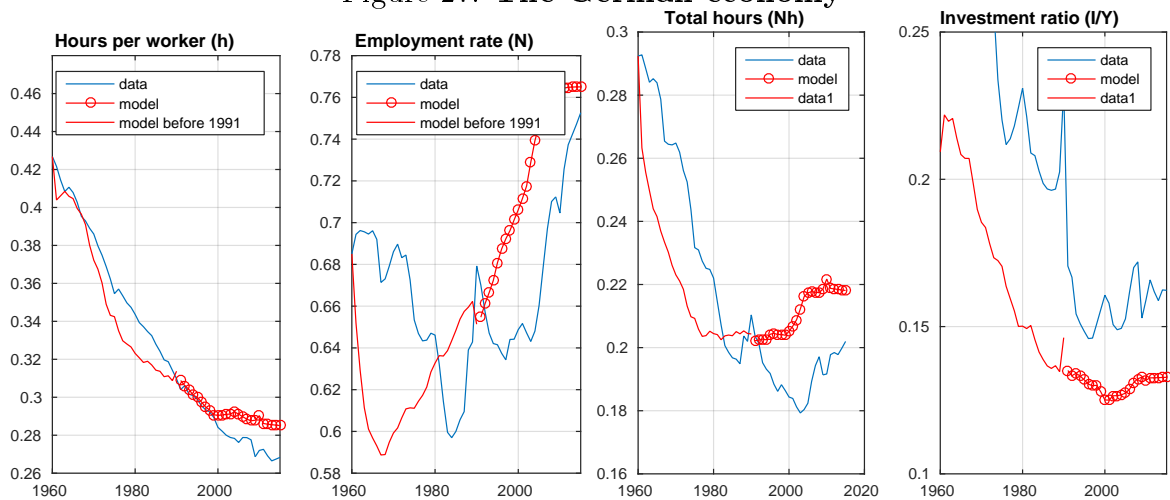 Figure 27: The German economy
Hours per worker (h)
data
model
model before 1991
0.46
0.44
0.42
0.4
0.38
0.36
0.34
0.32
0.3
0.28
0.26
1960
1980
2000
Employment rate (N)
data
model
model before 1991
0.78
0.76
0.74
0.72
0.7
0.68
0.66
0.64
0.62
0.6
0.58
1960
1980
2000
Total hours (Nh)
data
model
data1
0.3
0.28
0.26
0.24
0.22
0.2
0.18
0.16
1960
1980
2000
2020
Investment ratio (I/Y)
data
model
data1
0.25
0.2
0.15
0.1
1960
1980
2000